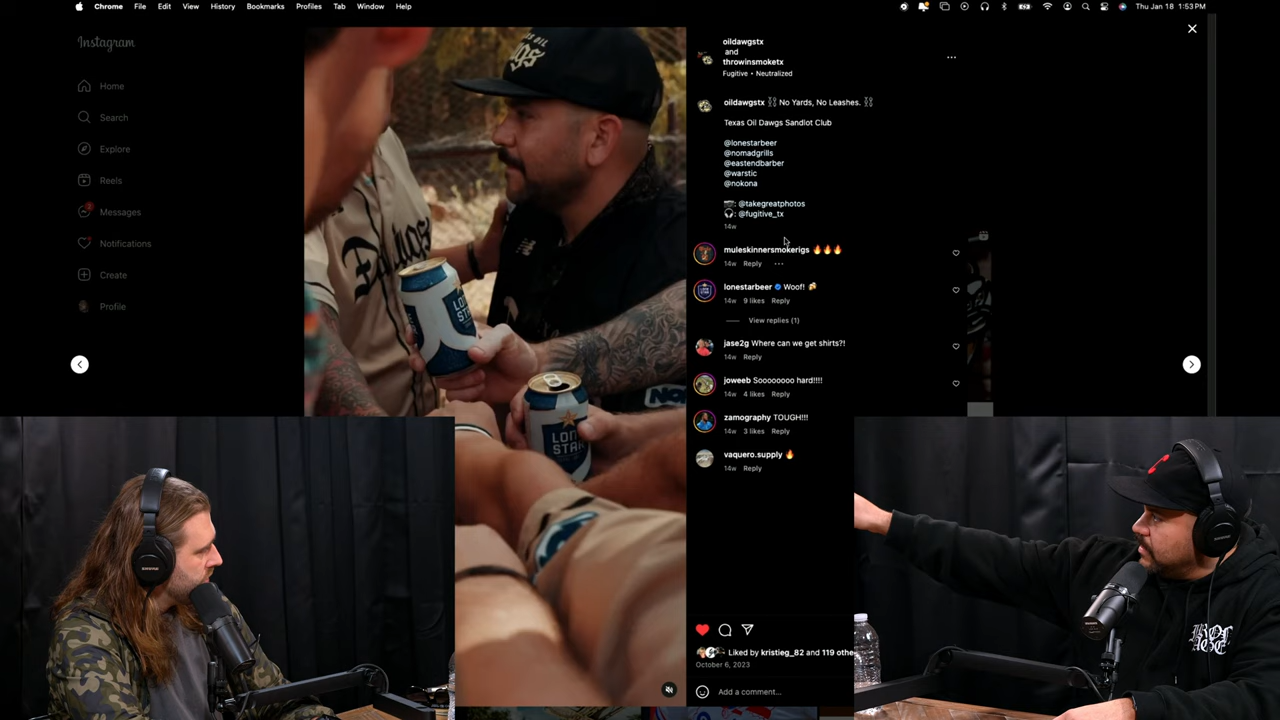 Chrome File Edit View History Bookmarks Profiles Tab Window Help
Thu Jan 18 1:53 PM
Instagram
Home
Search
Explore
Reels
Messages
Notifications
Create
Profile
oildawgstx
and
throwinsmoketx
Fugitive • Neutralized
oildawgstx ⛓️ No Yards, No Leashes. ⛓️
Texas Oil Dawgs Sandlot Club
@lonestarbeer
@nomadgrills
@eastendbarber
@warstic
@nokona
📷: @takegreatphotos
🎧: @fugitive_tx
14w
muleskinnersmokerigs 🔥🔥🔥
14w Reply ...
lonestarbeer Woof! 🍻
14w 9 likes Reply
View replies (1)
jase2g Where can we get shirts?!
14w Reply
joweeb Soooooooo hard!!!!
14w 4 likes Reply
zamography TOUGH!!!
14w 3 likes Reply
vaquero.supply 🔥
14w Reply
Liked by kristieg_82 and 119 othe
October 6, 2023
Add a comment...
LONE
STAR